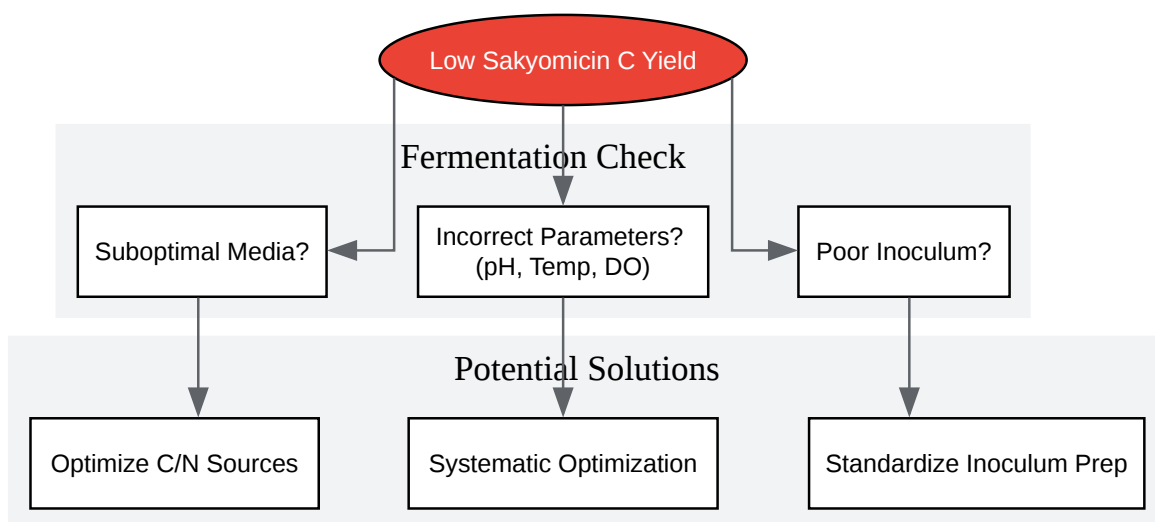 Low Sakyomicin C Yield
Fermentation Check
Suboptimal Media?
Incorrect Parameters?
(pH, Temp, DO)
Poor Inoculum?
Potential Solutions
Optimize C/N Sources
Systematic Optimization
Standardize Inoculum Prep